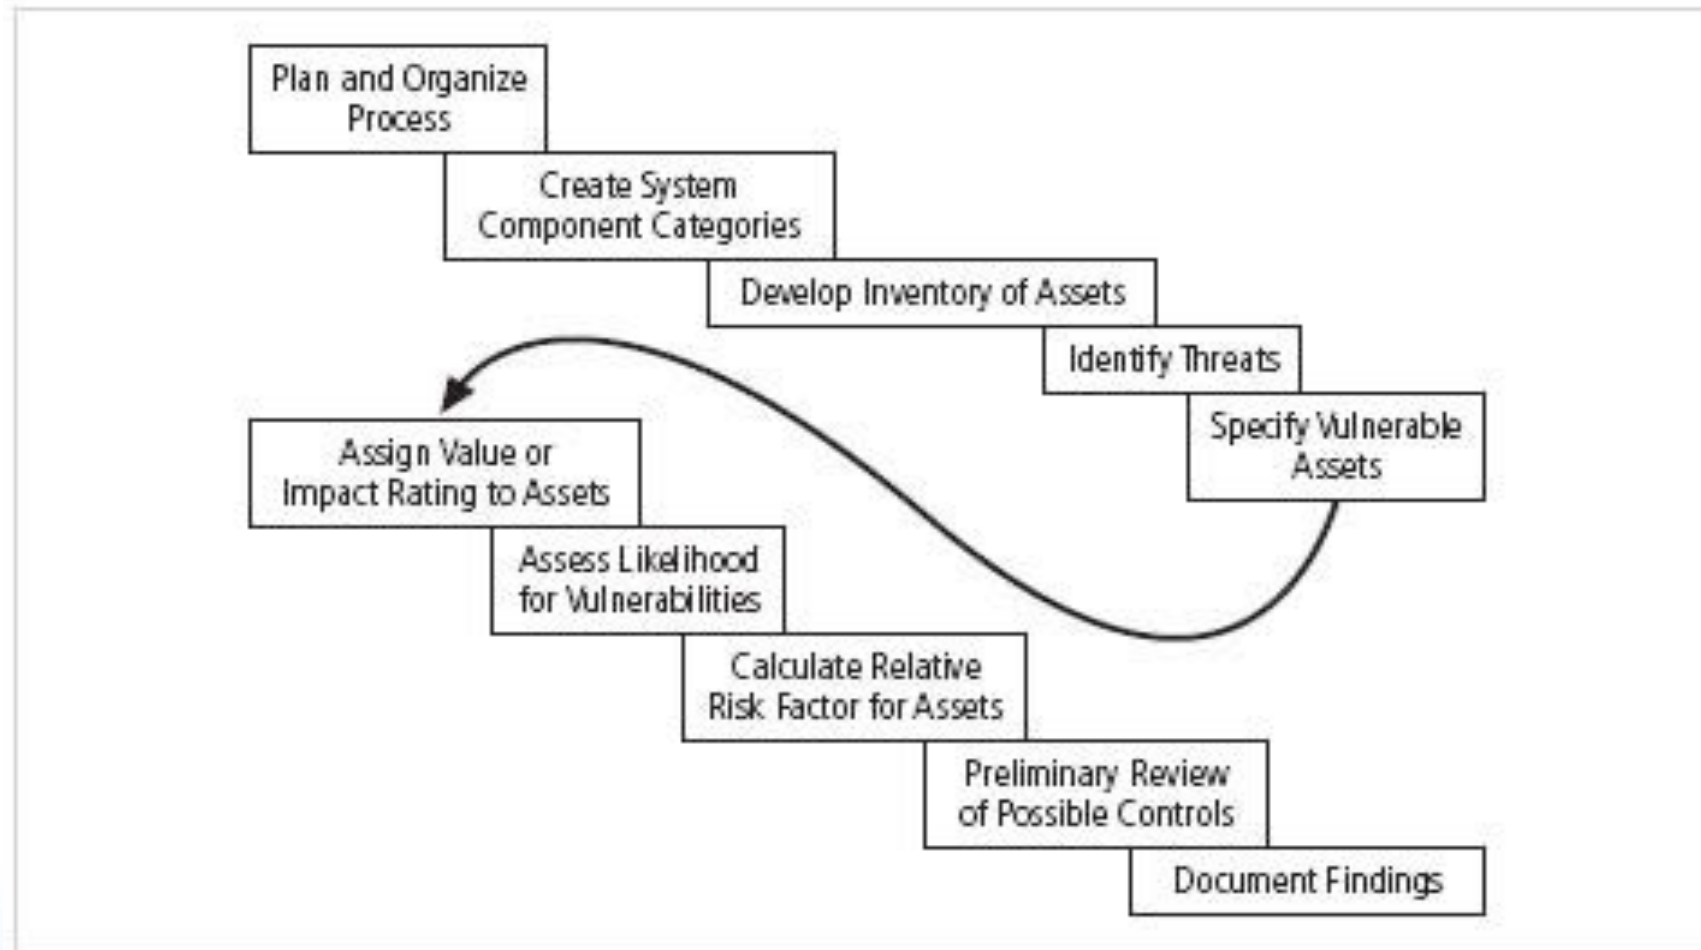 Plan and Organize
Process
Create System
Component Categories
Develop Inventory of Assets
Identify Threats
Specify Vulnerable
Assets
Assign Value or
Impact Rating to Assets
Assess Likelihood
for Vulnerabilities
Calculate Relative
Risk Factor for Assets
Preliminary Review
of Possible Controls
Document Findings